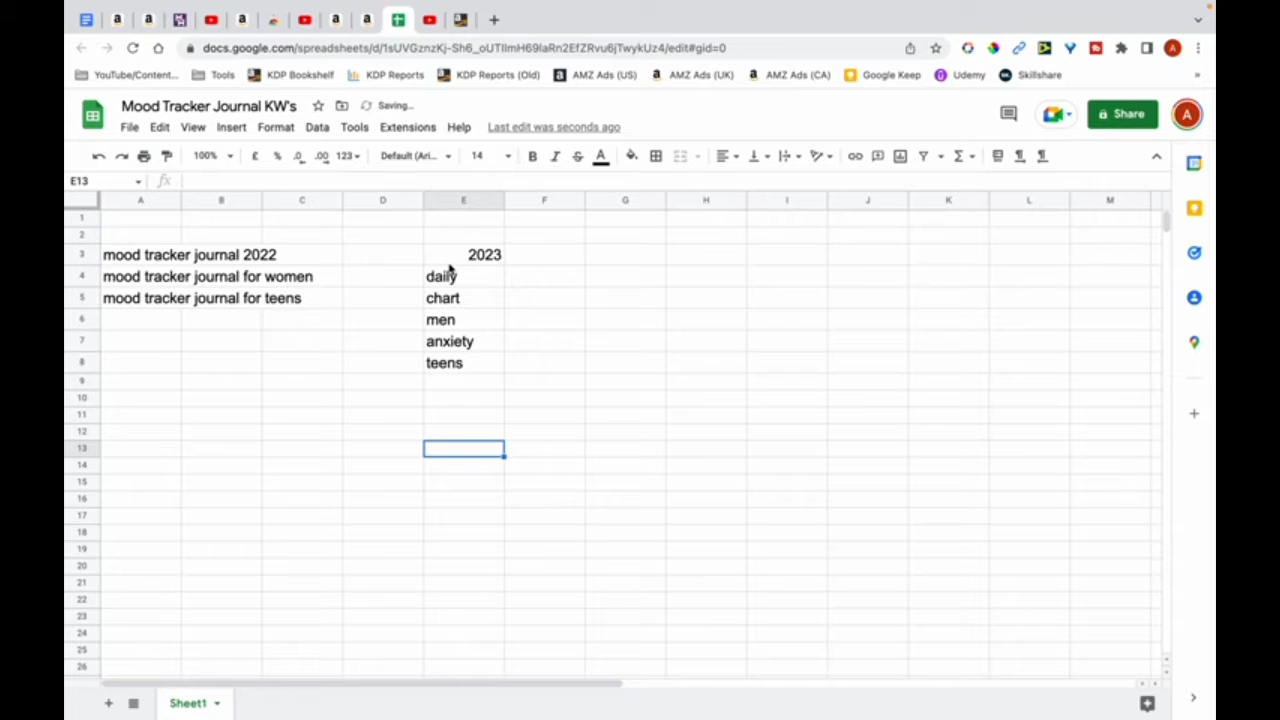 docs.google.com/spreadsheets/d/1sUVGznzKj-Sh6_oUTIlmH69laRn2EfZRvu6jTwykUz4/edit#gid=0
YouTube/Content... Tools KDP Bookshelf KDP Reports KDP Reports (Old) AMZ Ads (US) AMZ Ads (UK) AMZ Ads (CA) Google Keep Udemy Skillshare »
Mood Tracker Journal KW's Saving...
File Edit View Insert Format Data Tools Extensions Help Last edit was seconds ago
Share A
100% £ % .0 .00 123 Default (Ari... 14 B I S A
E13 fx
A B C D E F G H I J K L M
1
2
3 mood tracker journal 2022 2023
4 mood tracker journal for women daily
5 mood tracker journal for teens chart
6 men
7 anxiety
8 teens
9
10
11
12
13
14
15
16
17
18
19
20
21
22
23
24
25
26
Sheet1